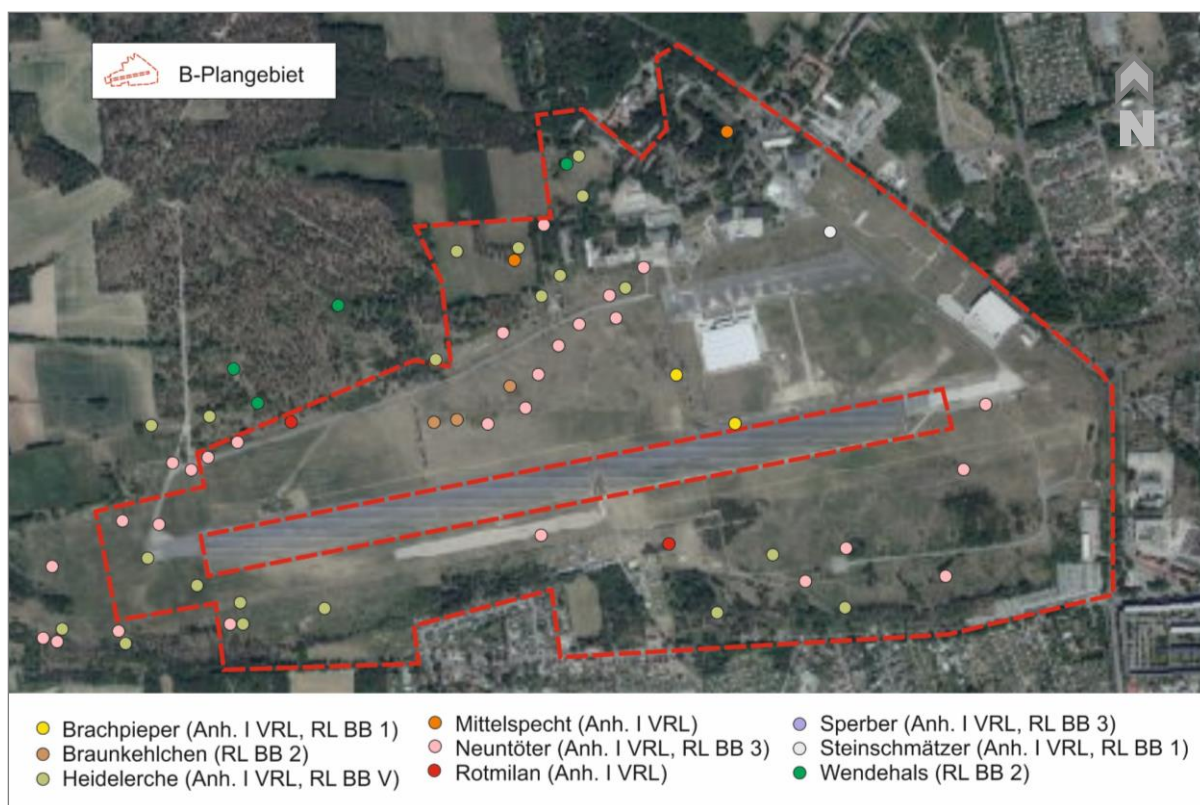 B-Plangebiet
N
Brachpieper (Anh. I VRL, RL BB 1)
Braunkehlchen (RL BB 2)
Heidelerche (Anh. I VRL, RL BB V)
Mittelspecht (Anh. I VRL)
Neuntöter (Anh. I VRL, RL BB 3)
Rotmilan (Anh. I VRL)
Sperber (Anh. I VRL, RL BB 3)
Steinschmätzer (Anh. I VRL, RL BB 1)
Wendehals (RL BB 2)